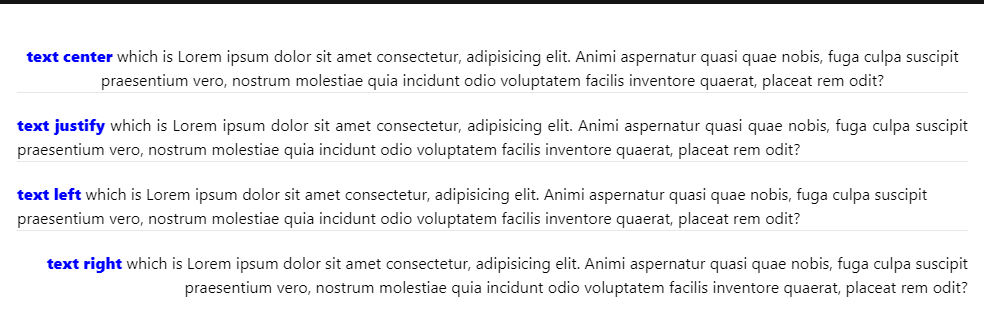 text center which is Lorem ipsum dolor sit amet consectetur, adipisicing elit. Animi aspernatur quasi quae nobis, fuga culpa suscipit
praesentium vero, nostrum molestiae quia incidunt odio voluptatem facilis inventore quaerat, placeat rem odit?
text justify which is Lorem ipsum dolor sit amet consectetur, adipisicing elit. Animi aspernatur quasi quae nobis, fuga culpa suscipit
praesentium vero, nostrum molestiae quia incidunt odio voluptatem facilis inventore quaerat, placeat rem odit?
text left which is Lorem ipsum dolor sit amet consectetur, adipisicing elit. Animi aspernatur quasi quae nobis, fuga culpa suscipit
praesentium vero, nostrum molestiae quia incidunt odio voluptatem facilis inventore quaerat, placeat rem odit?
text right which is Lorem ipsum dolor sit amet consectetur, adipisicing elit. Animi aspernatur quasi quae nobis, fuga culpa suscipit
praesentium vero, nostrum molestiae quia incidunt odio voluptatem facilis inventore quaerat, placeat rem odit?